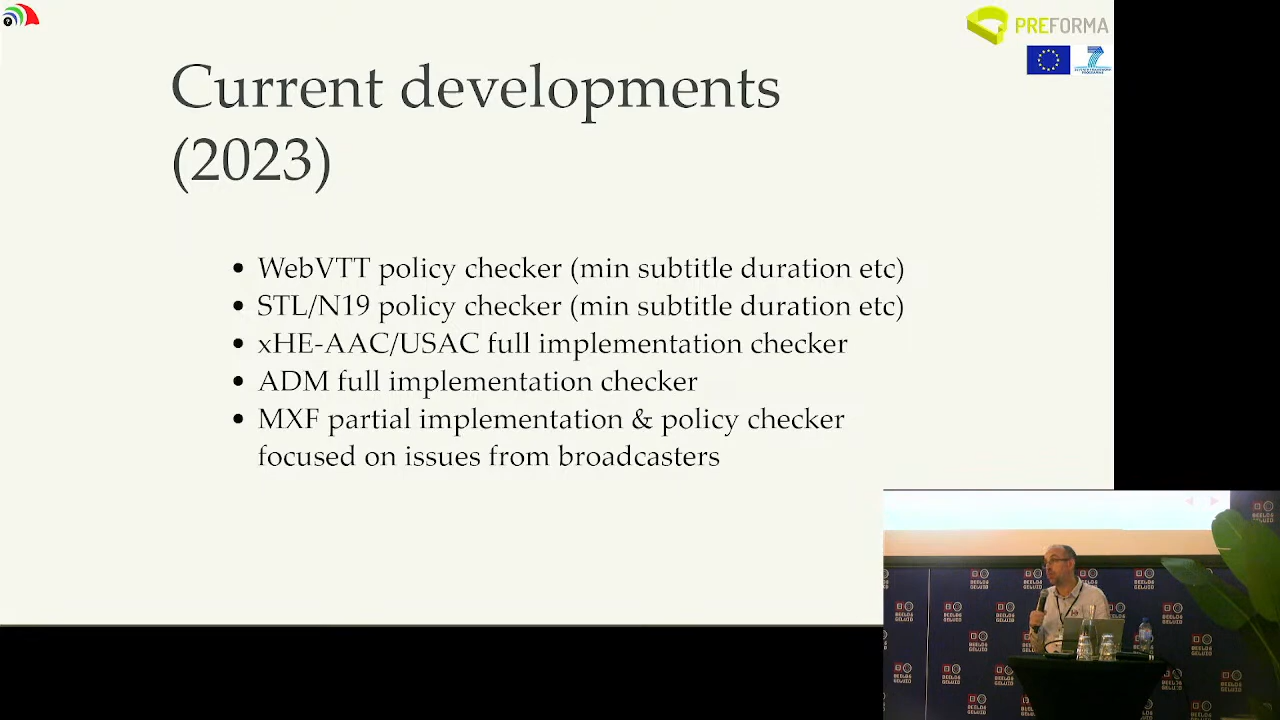 PREFORMA
Current developments
(2023)
• WebVTT policy checker (min subtitle duration etc)
• STL/N19 policy checker (min subtitle duration etc)
• xHE-AAC/USAC full implementation checker
• ADM full implementation checker
• MXF partial implementation & policy checker
focused on issues from broadcasters
BEELD&
GELUID